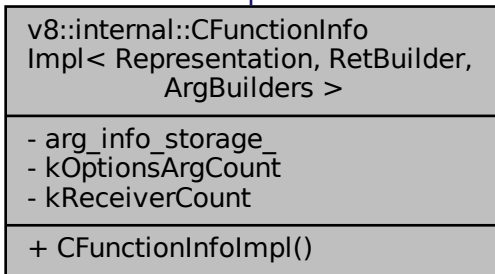 v8::internal::CFunctionInfo
Impl< Representation, RetBuilder,
ArgBuilders >
- arg_info_storage_
- kOptionsArgCount
- kReceiverCount
+ CFunctionInfoImpl()